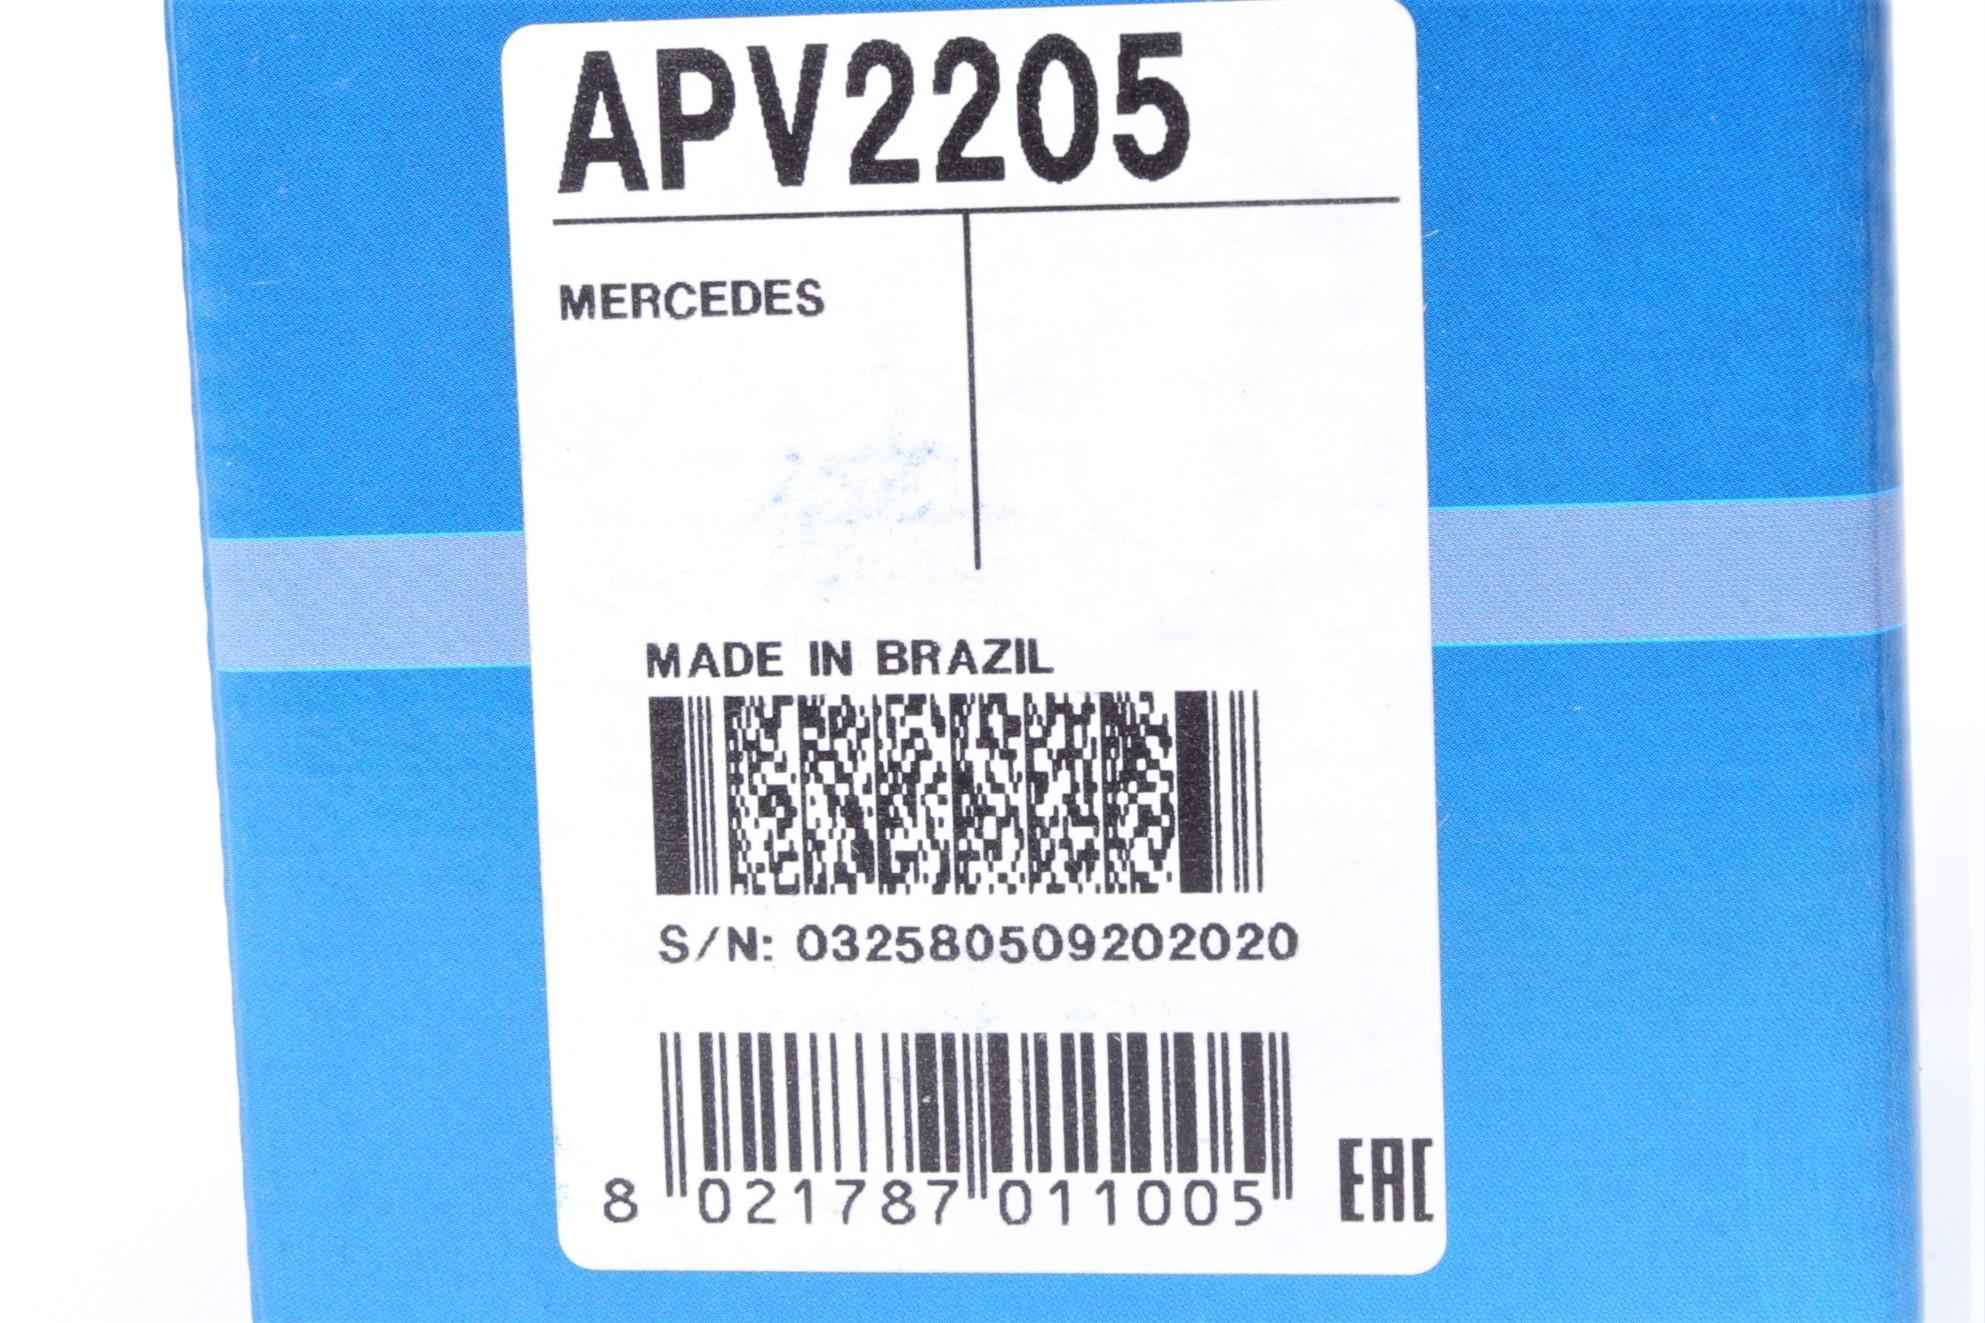 APV2205
MERCEDES
MADE IN BRAZIL
S/N: 032580509202020
8 021787 011005
EAC